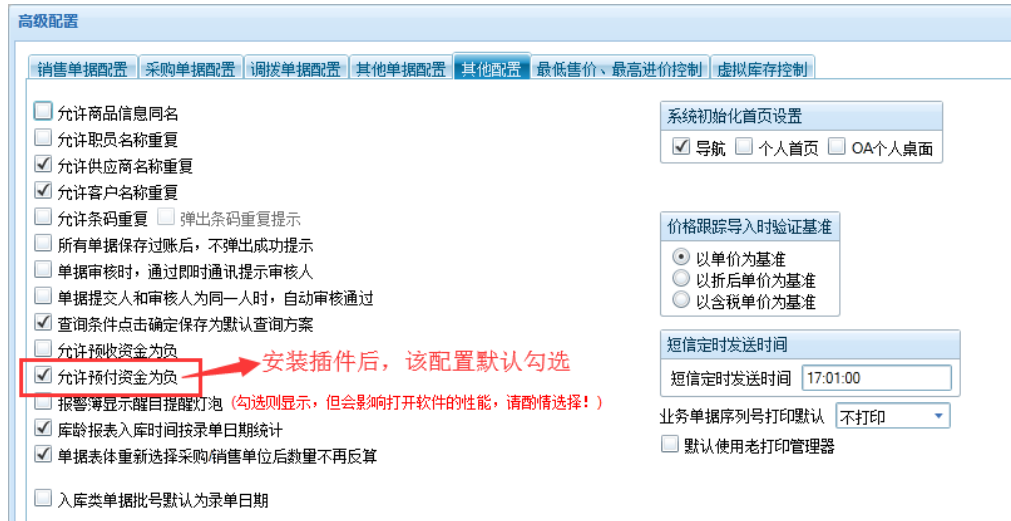 高级配置
销售单据配置 采购单据配置 调拨单据配置 其他单据配置 其他配置 最低售价、最高进价控制 虚拟库存控制
允许商品信息同名
允许职员名称重复
允许供应商名称重复
允许客户名称重复
允许条码重复 弹出条码重复提示
所有单据保存过账后，不弹出成功提示
单据审核时，通过即时通讯提示审核人
单据提交人和审核人为同一人时，自动审核通过
查询条件点击确定保存为默认查询方案
允许预收资金为负
允许预付资金为负
安装插件后，该配置默认勾选
报警簿显示醒目提醒灯泡 (勾选则显示，但会影响打开软件的性能，请酌情选择！)
库龄报表入库时间按录单日期统计
单据表体重新选择采购/销售单位后数量不再反算
入库类单据批号默认为录单日期
系统初始化首页设置
导航 个人首页 OA个人桌面
价格跟踪导入时验证基准
以单价为基准
以折后单价为基准
以含税单价为基准
短信定时发送时间
短信定时发送时间 17:01:00
业务单据序列号打印默认 不打印
默认使用老打印管理器